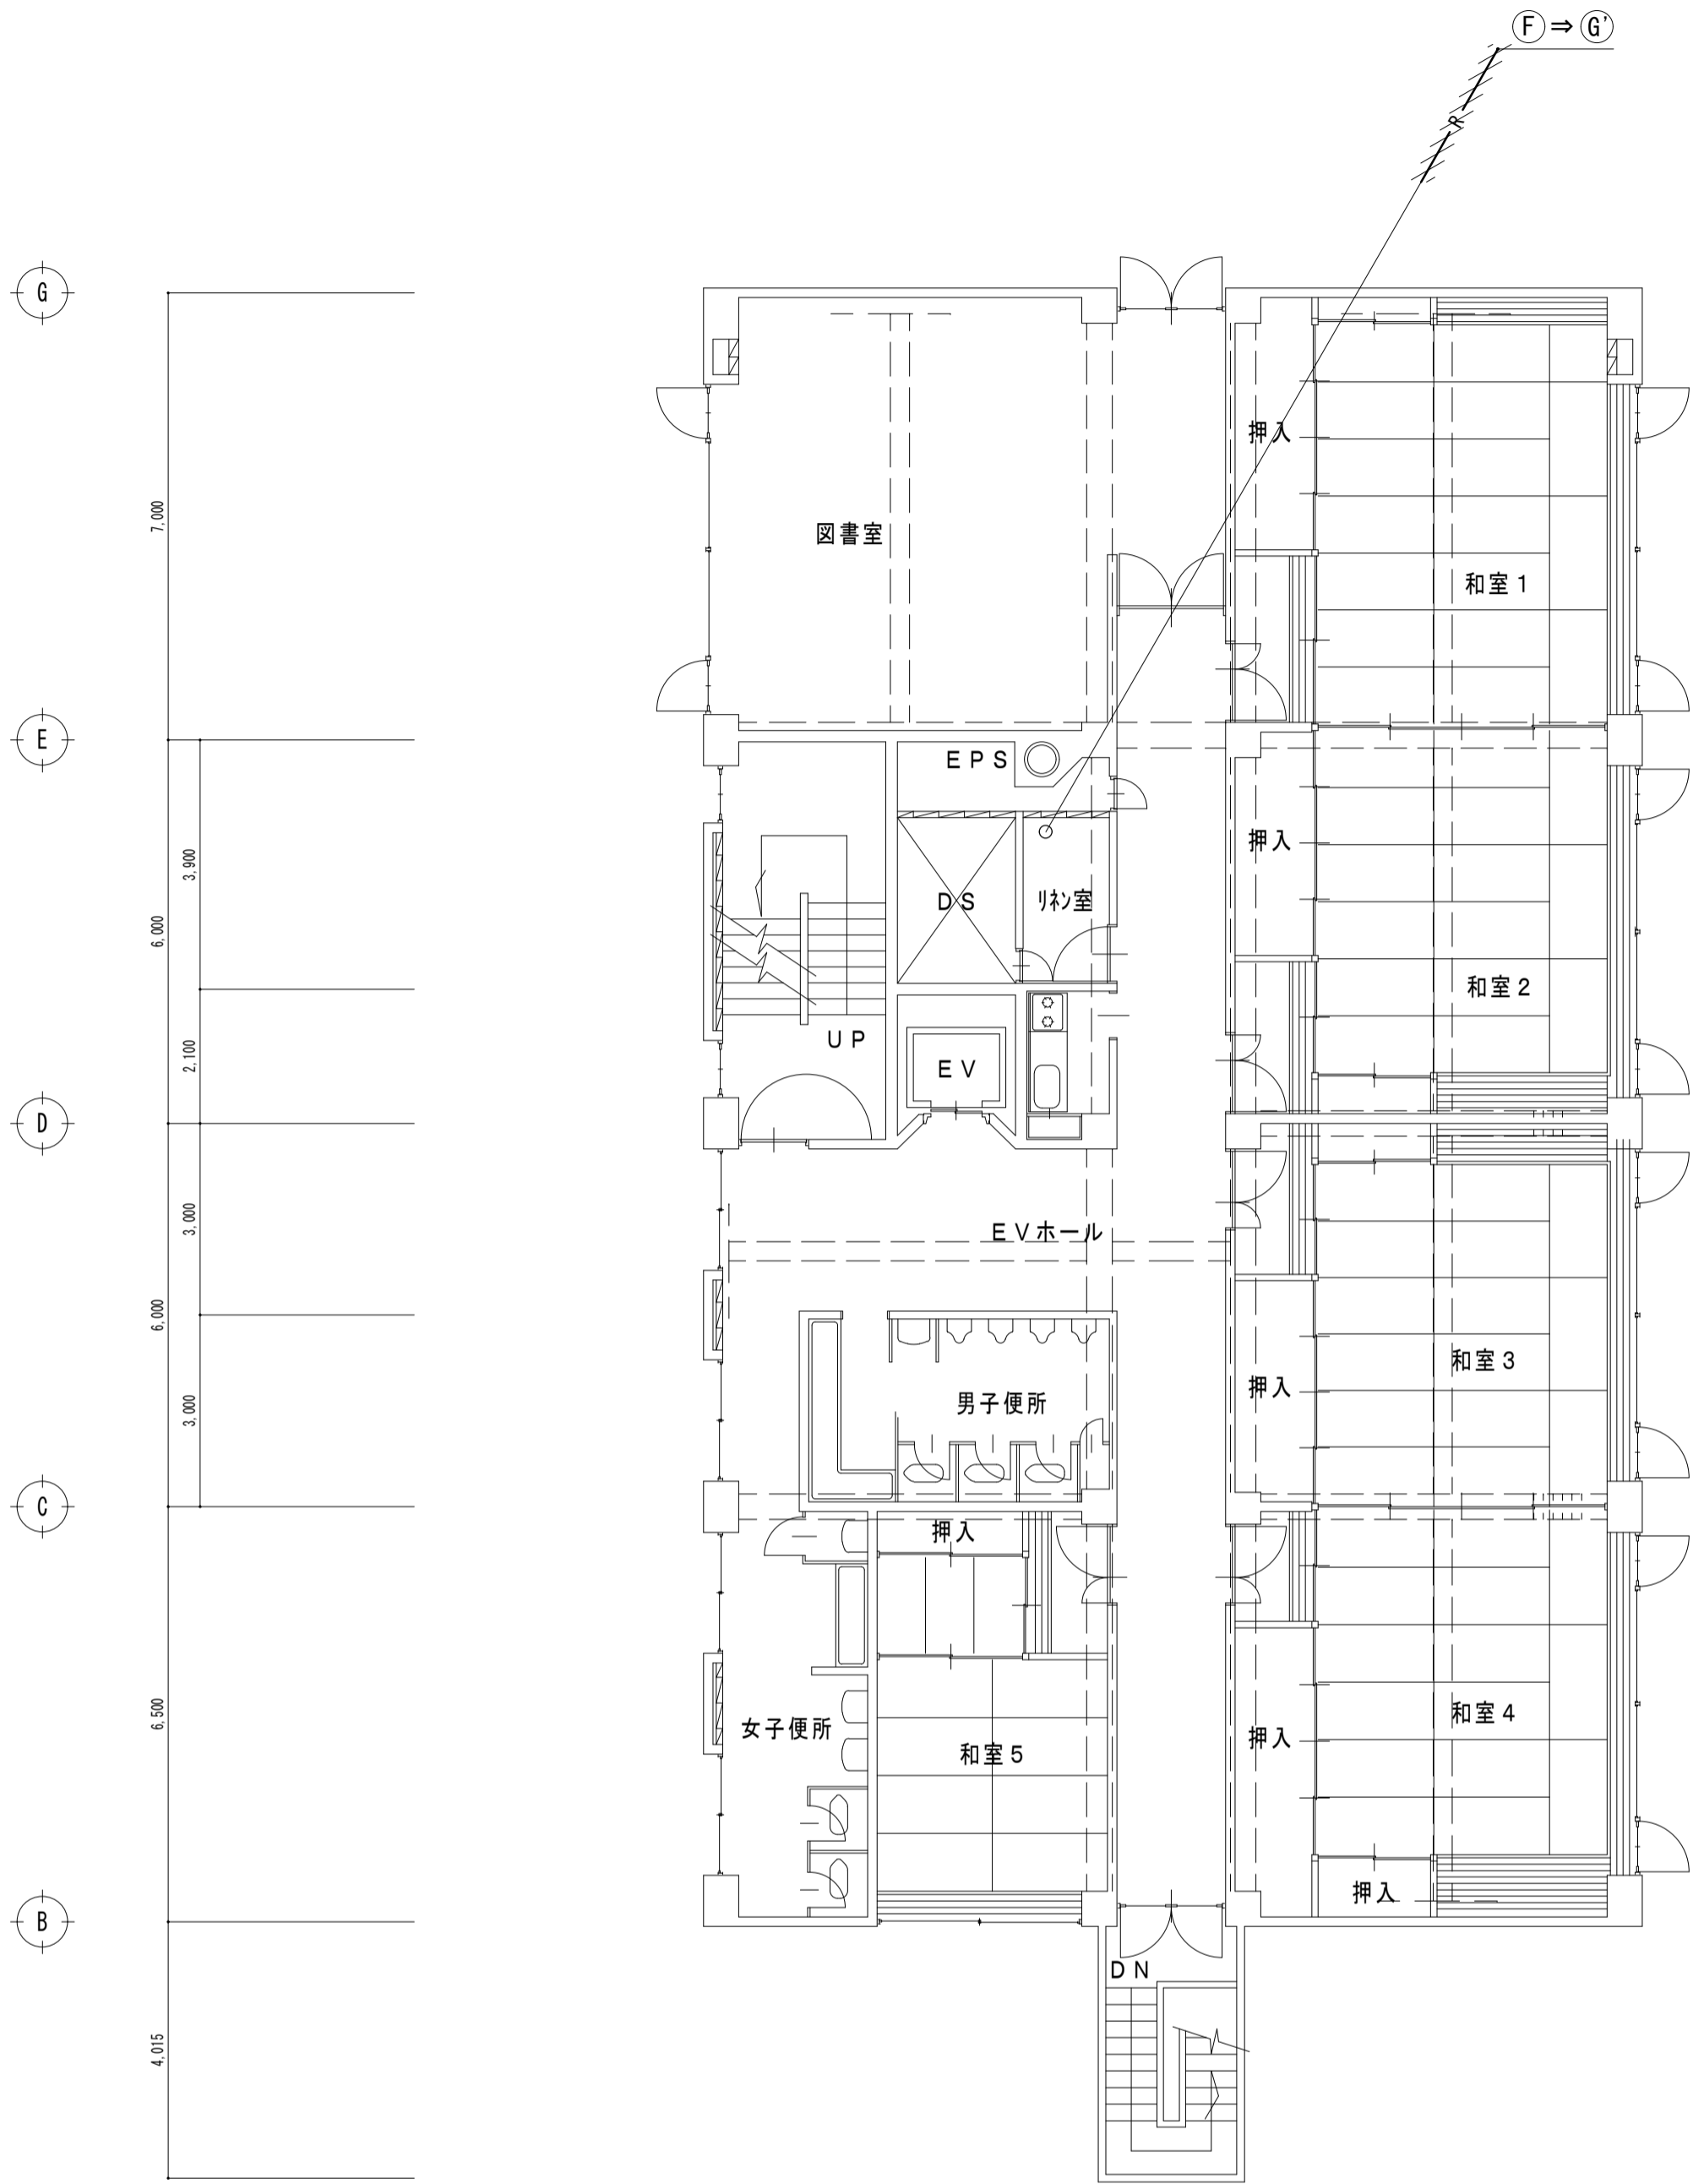 F ⇒ G'
R
G
7,000
図書室
押入
和室1
E
EPS
3,900
6,000
押入
DS
リネン室
和室2
2,100
UP
EV
D
3,000
EVホール
6,000
和室3
押入
男子便所
3,000
C
押入
6,500
女子便所
和室5
押入
和室4
押入
B
DN
4,015